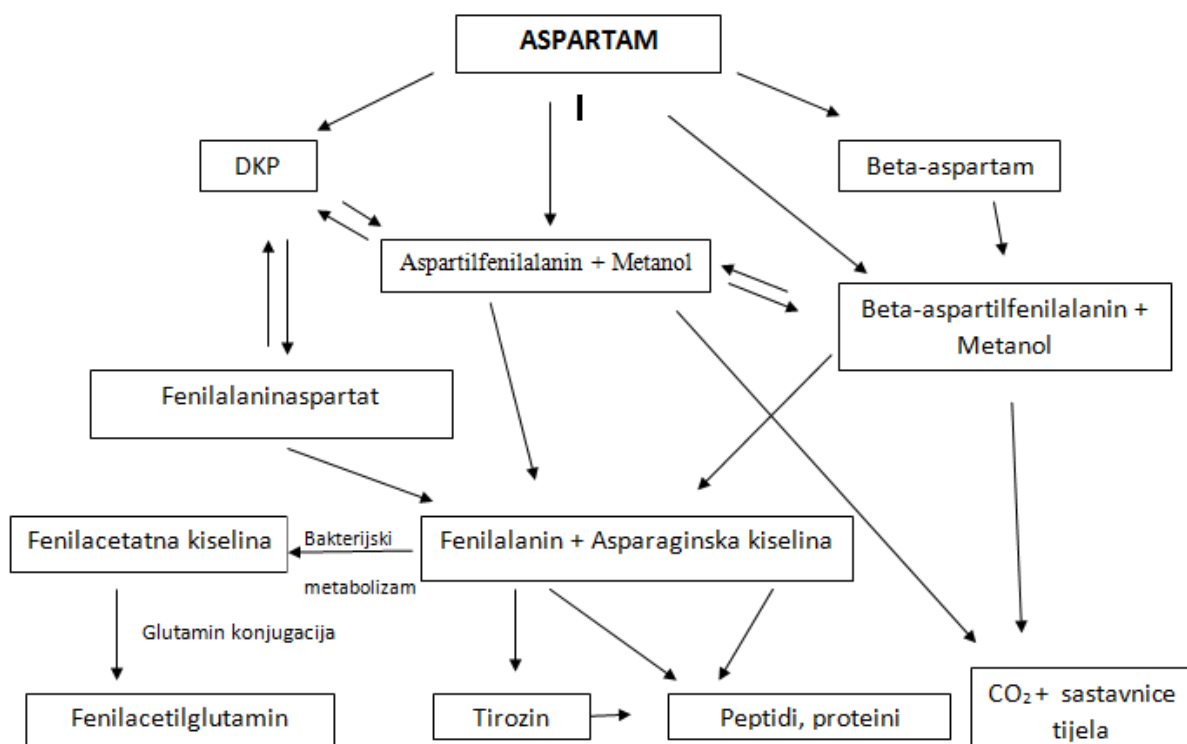 ASPARTAM
DKP
Beta-aspartam
Aspartilfenilalanin + Metanol
Beta-aspartilfenilalanin +
Metanol
Fenilalaninaspartat
Fenilacetatna kiselina
Bakterijski
metabolizam
Fenilalanin + Asparaginska kiselina
Glutamin konjugacija
Fenilacetilglutamin
Tirozin
Peptidi, proteini
CO₂ + sastavnice
tijela